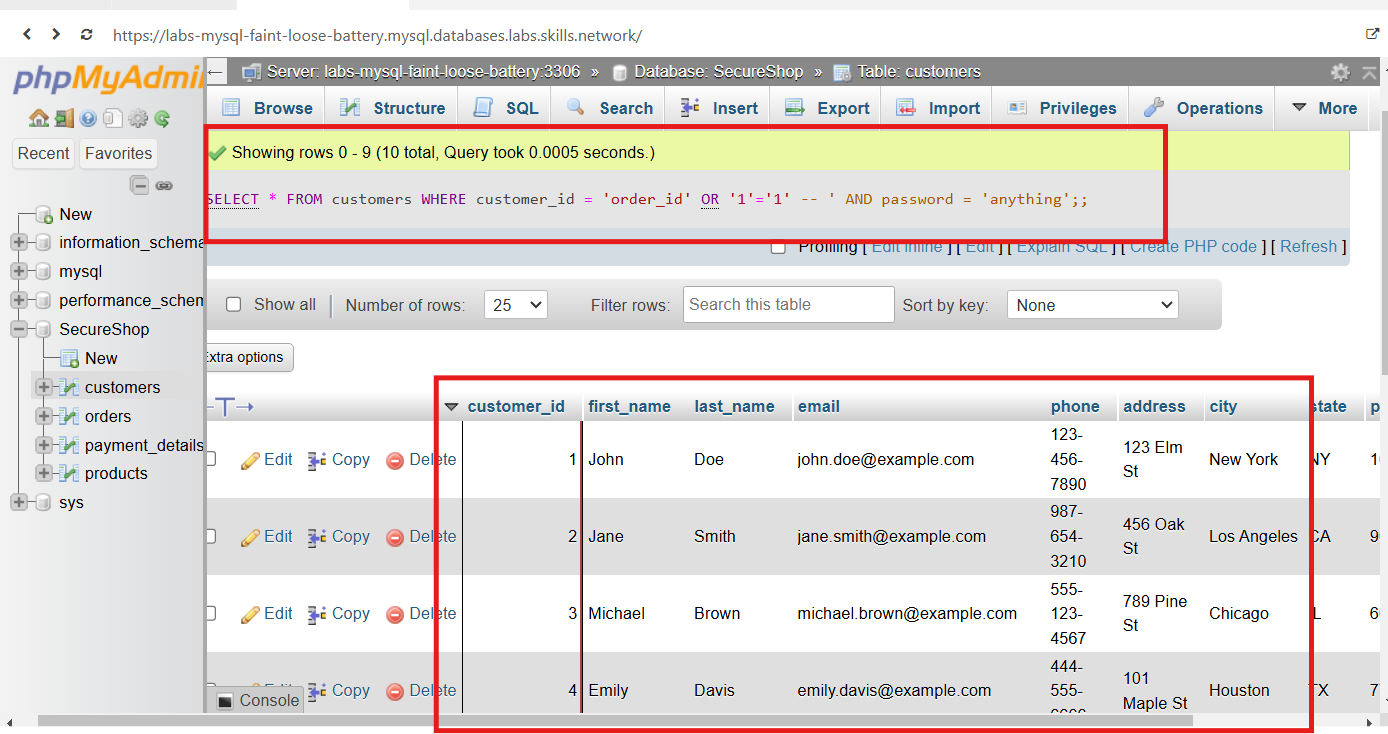 https://labs-mysql-faint-loose-battery.mysql.databases.labs.skills.network/
phpMyAdmin
Recent Favorites
New
information_schema
mysql
performance_schem
SecureShop
New
customers
orders
payment_details
products
sys
Server: labs-mysql-faint-loose-battery:3306 » Database: SecureShop » Table: customers
Browse Structure SQL Search Insert Export Import Privileges Operations More
Showing rows 0 - 9 (10 total, Query took 0.0005 seconds.)
SELECT * FROM customers WHERE customer_id = 'order_id' OR '1'='1' -- ' AND password = 'anything';;
Profiling [ Edit inline ] [ Edit ] [ Explain SQL ] [ Create PHP code ] [ Refresh ]
Show all Number of rows: 25 Filter rows: Search this table Sort by key: None
Extra options
customer_id first_name last_name email phone address city state p
Edit Copy Delete 1 John Doe john.doe@example.com 123-
456-
7890 123 Elm
St New York NY 1
Edit Copy Delete 2 Jane Smith jane.smith@example.com 987-
654-
3210 456 Oak
St Los Angeles CA 9
Edit Copy Delete 3 Michael Brown michael.brown@example.com 555-
123-
4567 789 Pine
St Chicago IL 6
Edit Copy Delete 4 Emily Davis emily.davis@example.com 444-
555-
101
Maple St Houston TX 7
Console